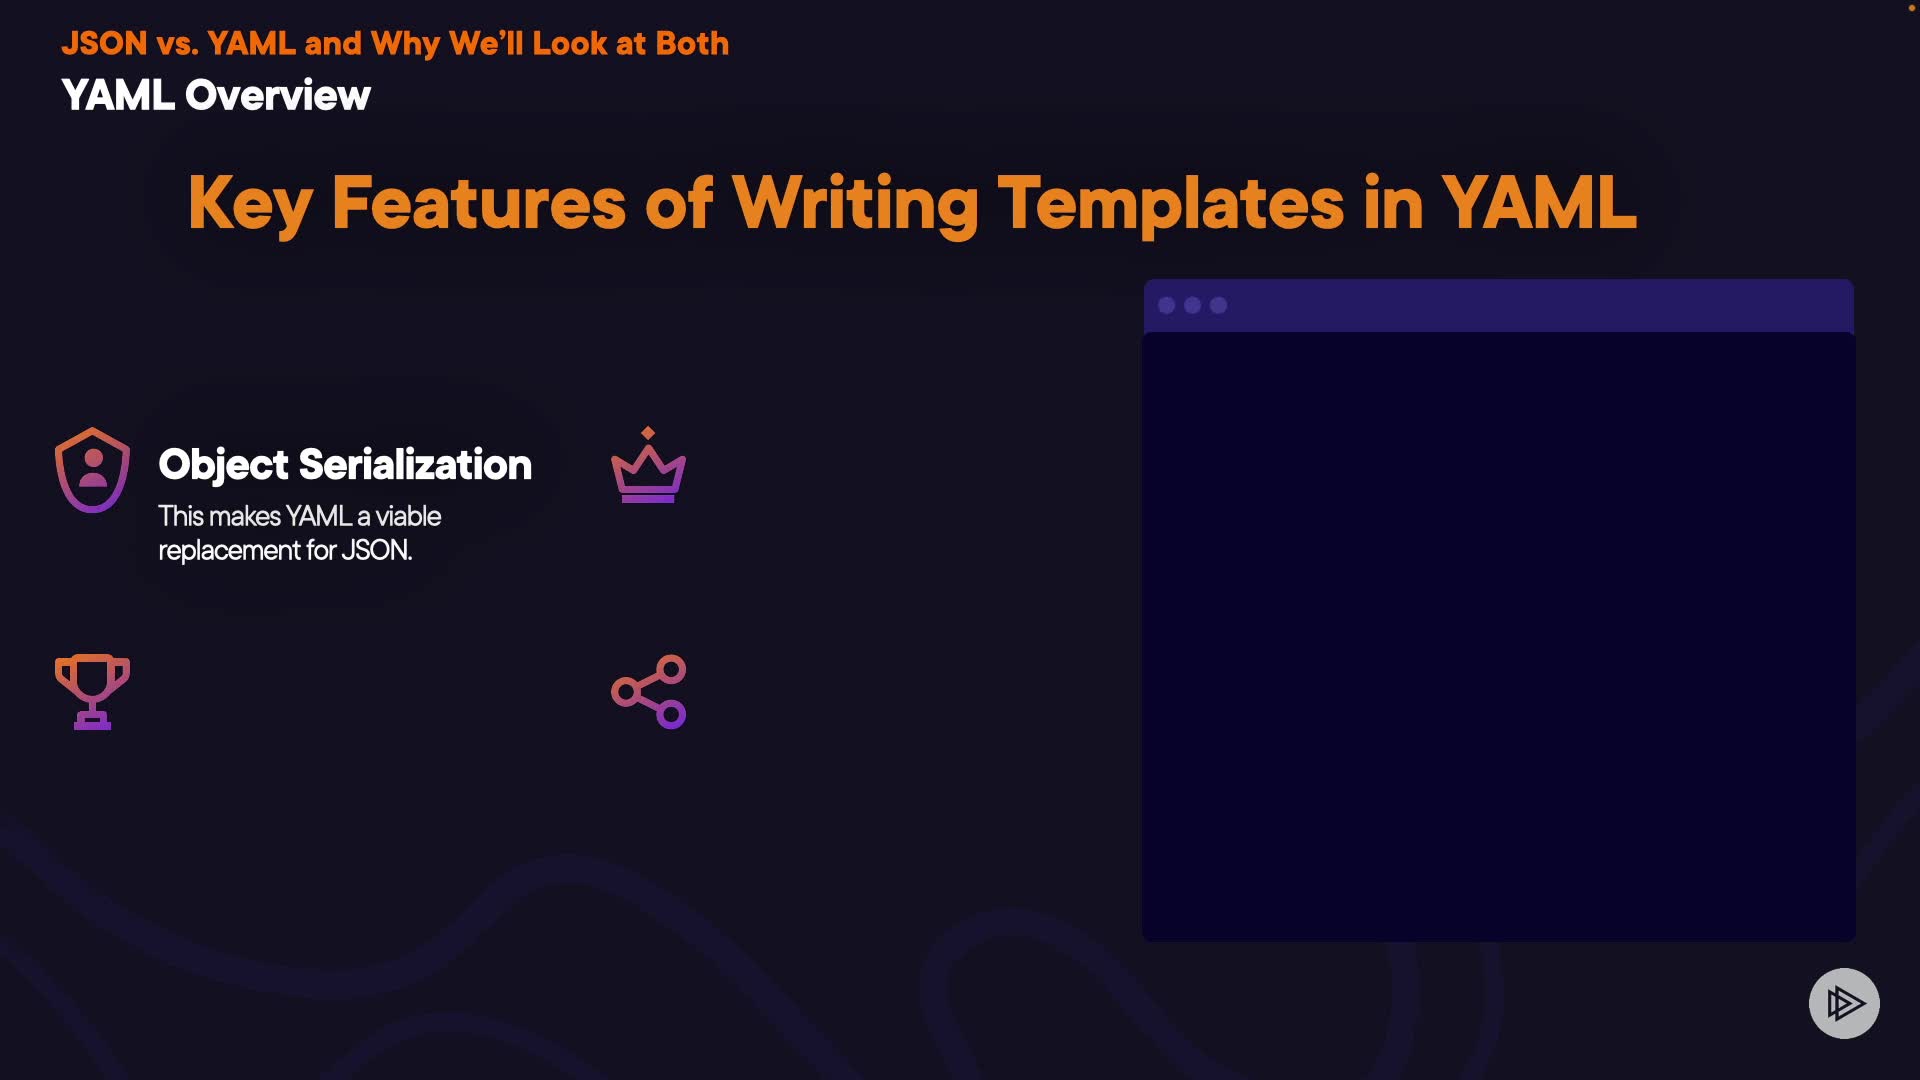 JSON vs. YAML and Why We’ll Look at Both
YAML Overview
Key Features of Writing Templates in YAML
Object Serialization
This makes YAML a viable
replacement for JSON.